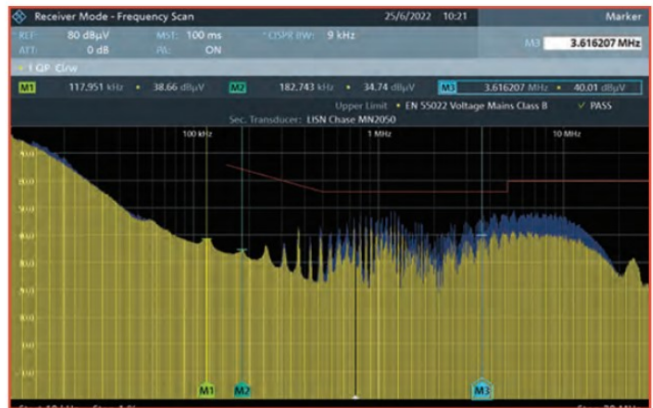 Receiver Mode - Frequency Scan 25/6/2022 10:21 Marker
REF: 80 dBµV MST: 100 ms CISPR BW: 9 kHz
ATT: 0 dB PA: ON M3 3.616207 MHz
1 QP Clrw
M1 117.951 kHz 38.66 dBµV M2 182.743 kHz 34.74 dBµV M3 3.616207 MHz 40.01 dBµV
Upper Limit EN 55022 Voltage Mains Class B ✓ PASS
Sec. Transducer: LISN Chase MN2050
100 kHz 1 MHz 10 MHz
M1 M2 M3